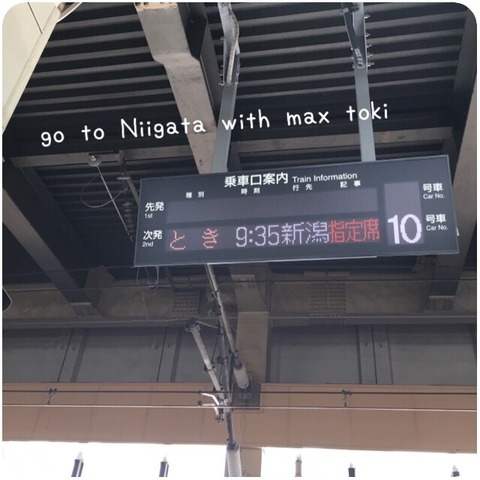 go to Niigata with max toki
乗車口案内 Train Information
種別 時刻 行先 記事
先発 1st 号車 Car No.
次発 2nd とき 9:35 新潟 指定席 10 号車 Car No.